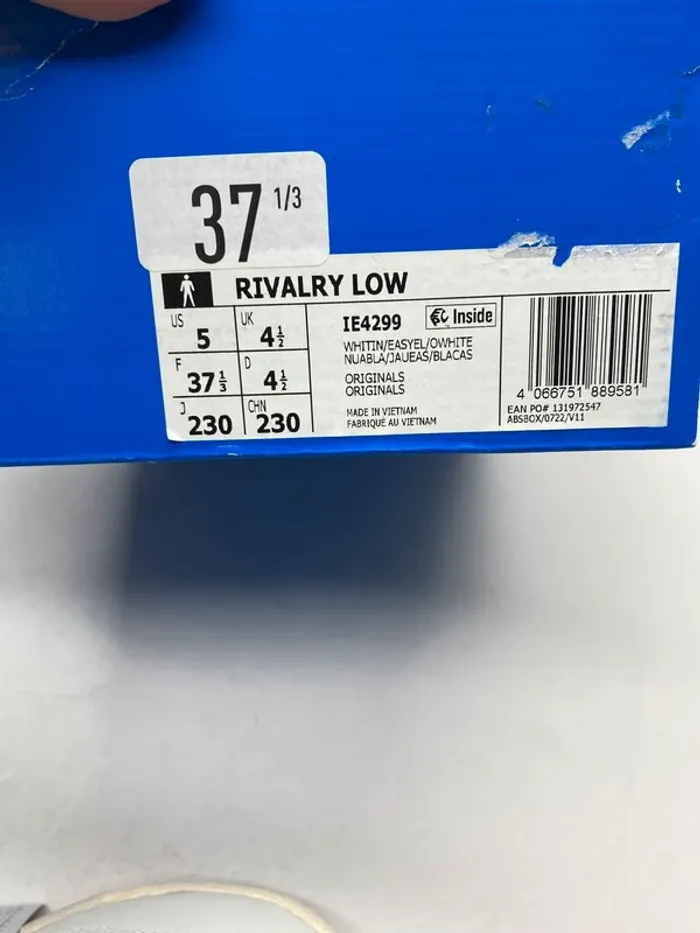 37 1/3
RIVALRY LOW
US 5 UK 4½
F 37⅓ D 4½
J 230 CHN 230
IE4299 Inside
WHITIN/EASYEL/OWHITE
NUABLA/JAUEAS/BLACAS
ORIGINALS
ORIGINALS
MADE IN VIETNAM
FABRIQUÉ AU VIETNAM
4 066751 889581
EAN PO# 131972547
ABSBOX/0722/V11